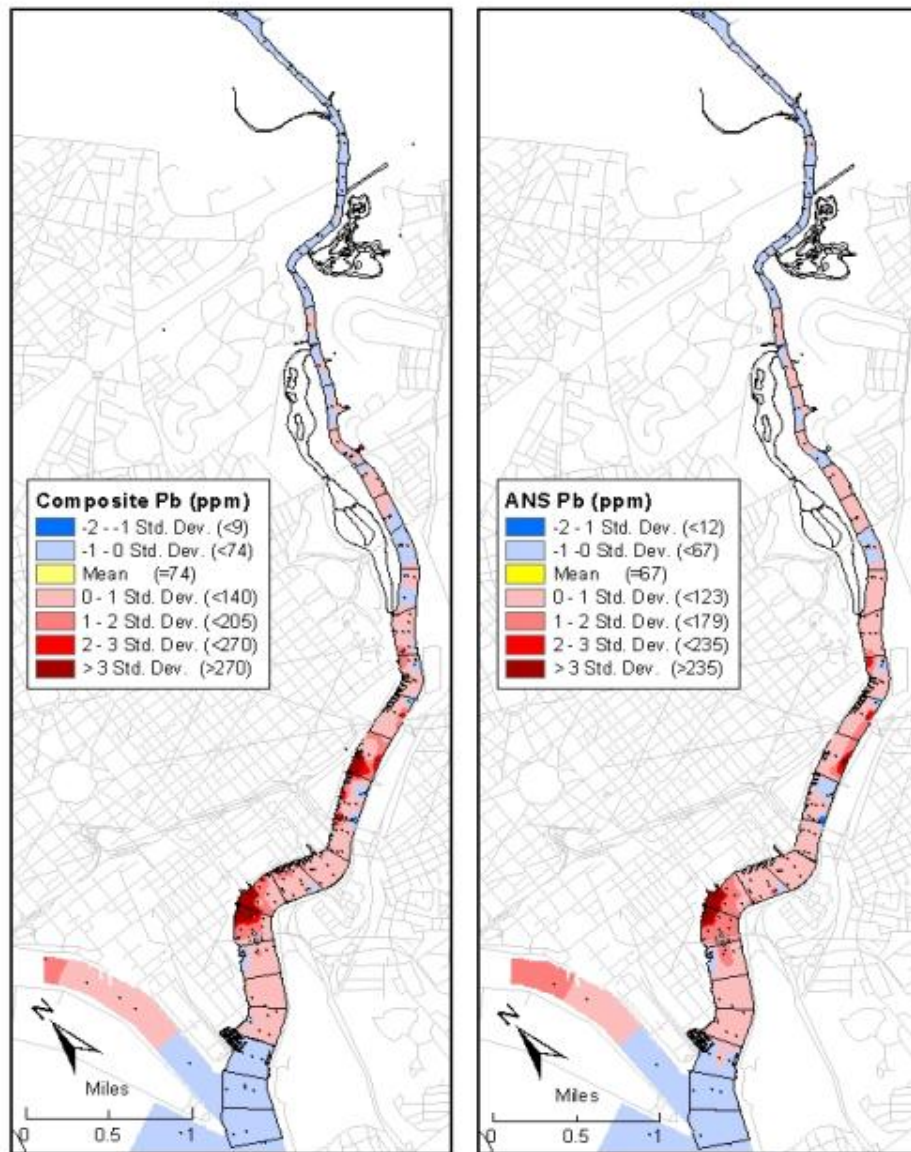 Composite Pb (ppm)
-2 - -1 Std. Dev. (<9)
-1 - 0 Std. Dev. (<74)
Mean (=74)
0 - 1 Std. Dev. (<140)
1 - 2 Std. Dev. (<205)
2 - 3 Std. Dev. (<270)
> 3 Std. Dev. (>270)
N
Miles
0 0.5 1
ANS Pb (ppm)
-2 - 1 Std. Dev. (<12)
-1 - 0 Std. Dev. (<67)
Mean (=67)
0 - 1 Std. Dev. (<123)
1 - 2 Std. Dev. (<179)
2 - 3 Std. Dev. (<235)
> 3 Std. Dev. (>235)
N
Miles
0 0.5 1